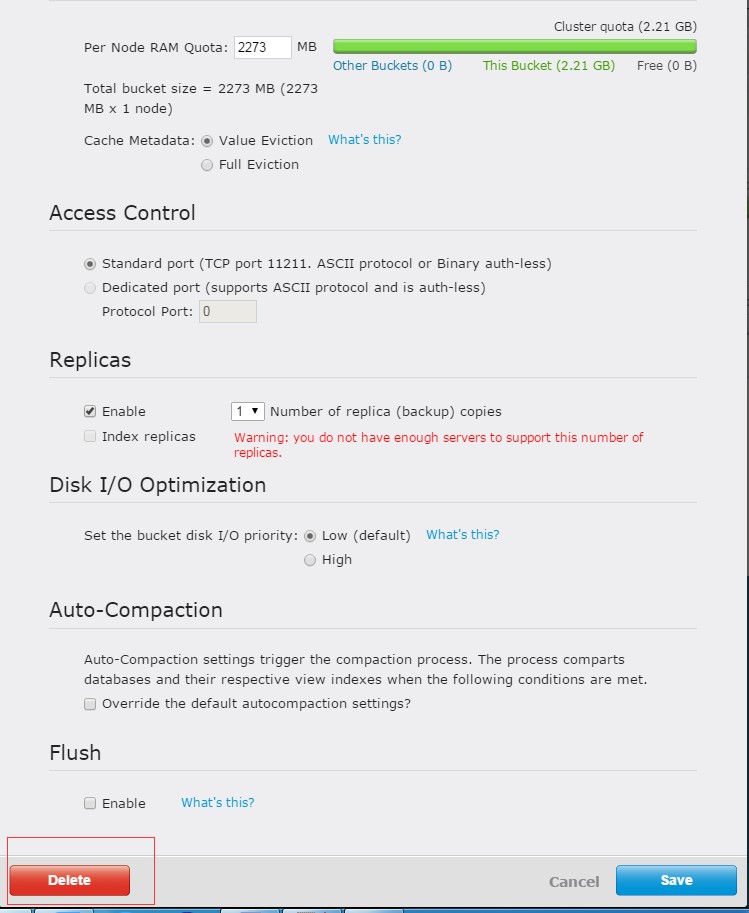 Cluster quota (2.21 GB)
Per Node RAM Quota: 2273 MB
Other Buckets (0 B) This Bucket (2.21 GB) Free (0 B)
Total bucket size = 2273 MB (2273
MB x 1 node)
Cache Metadata: Value Eviction What's this?
Full Eviction
Access Control
Standard port (TCP port 11211. ASCII protocol or Binary auth-less)
Dedicated port (supports ASCII protocol and is auth-less)
Protocol Port: 0
Replicas
Enable 1 Number of replica (backup) copies
Index replicas Warning: you do not have enough servers to support this number of
replicas.
Disk I/O Optimization
Set the bucket disk I/O priority: Low (default) What's this?
High
Auto-Compaction
Auto-Compaction settings trigger the compaction process. The process comparts
databases and their respective view indexes when the following conditions are met.
Override the default autocompaction settings?
Flush
Enable What's this?
Delete Cancel Save